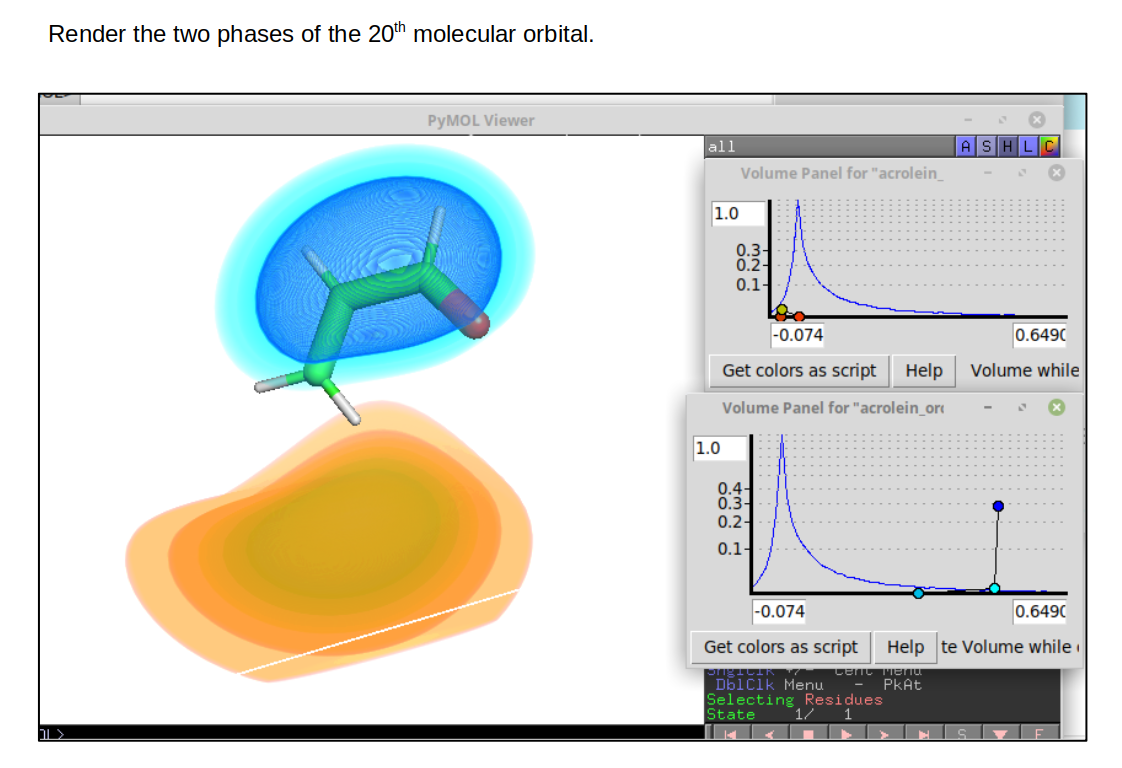 Render the two phases of the 20th molecular orbital.
PyMOL Viewer
all
A S H L C
Volume Panel for "acrolein_
1.0
0.3
0.2
0.1
-0.074 0.649
Get colors as script Help Volume while
Volume Panel for "acrolein_ord
1.0
0.4
0.3
0.2
0.1
-0.074 0.649
Get colors as script Help te Volume while
DblClk Menu - PkAt
Selecting Residues
State 1/ 1
S F